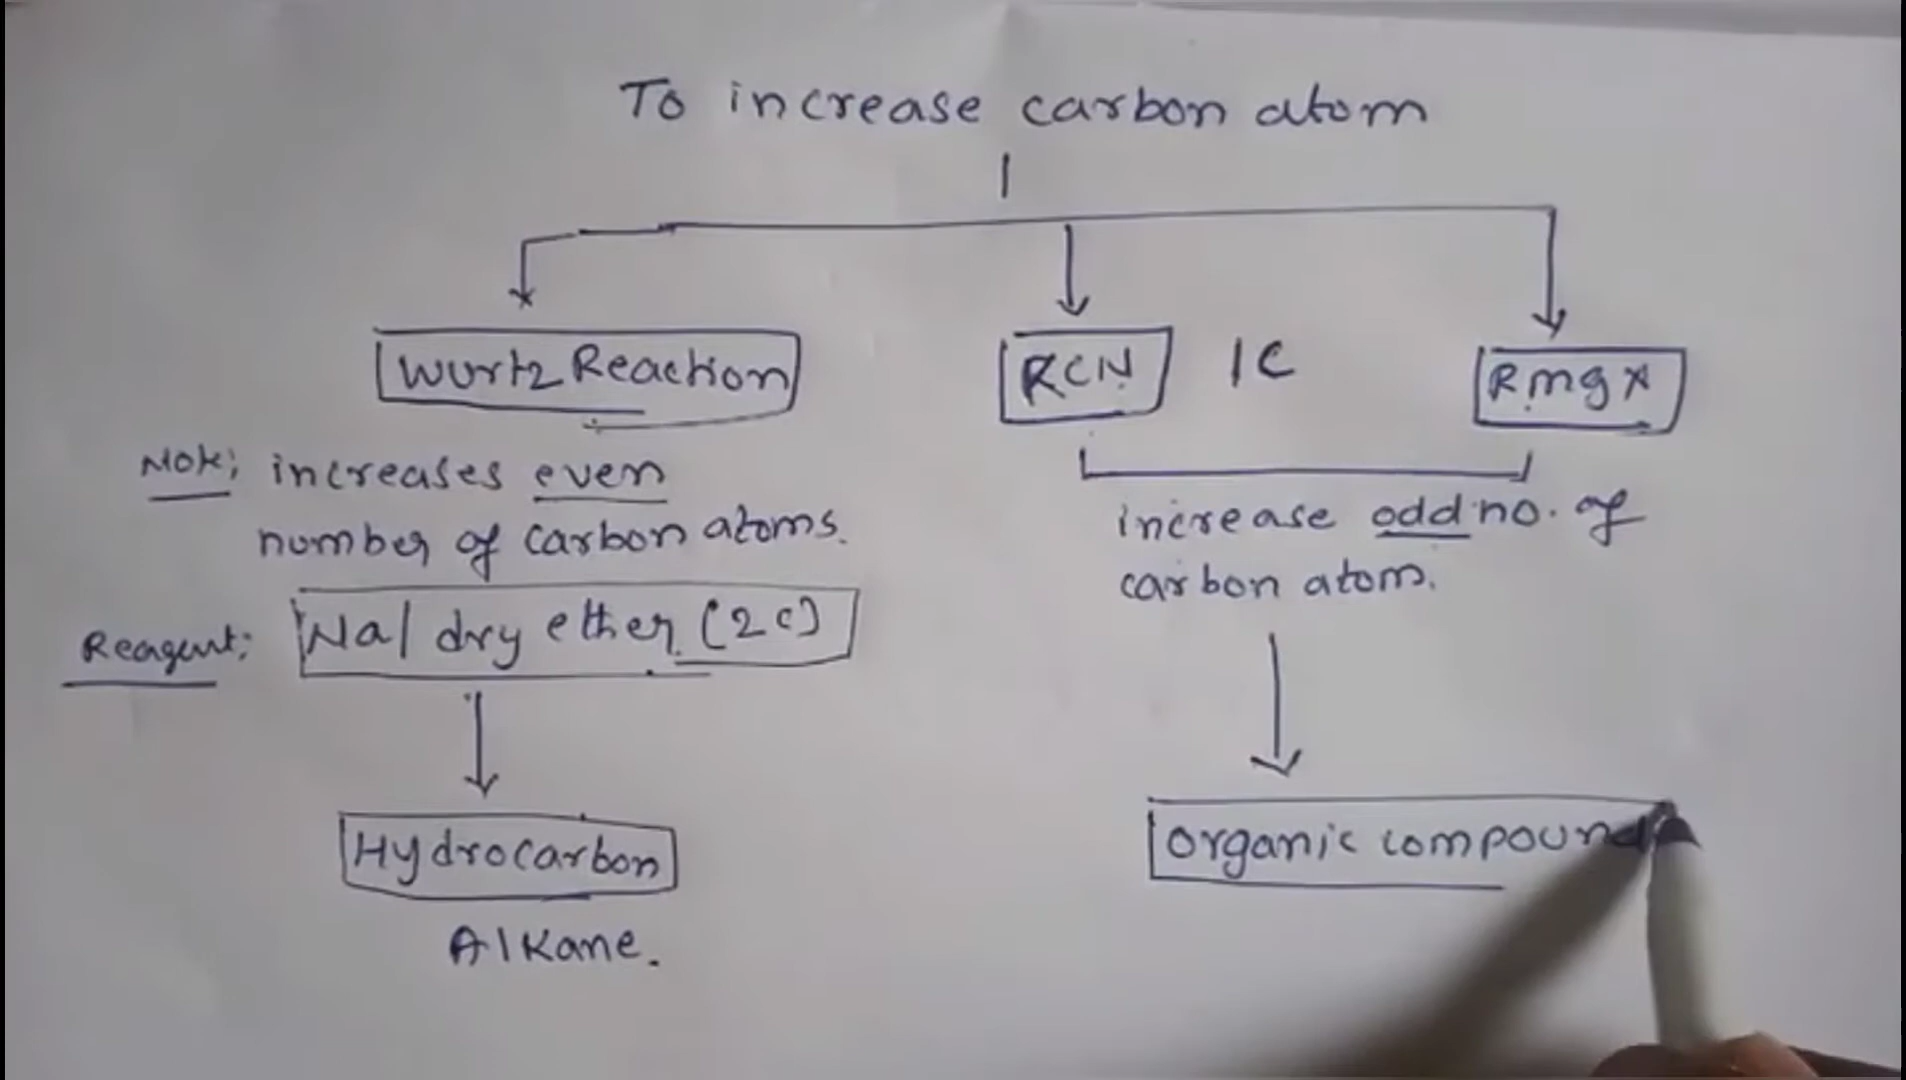 To increase carbon atom
Wurtz Reaction
RCN
1C
Rmgx
Note; increases even
number of carbon atoms.
Reagent: Na/ dry ether (2c)
Hydrocarbon
Alkane.
increase odd no. of
carbon atom.
organic compound